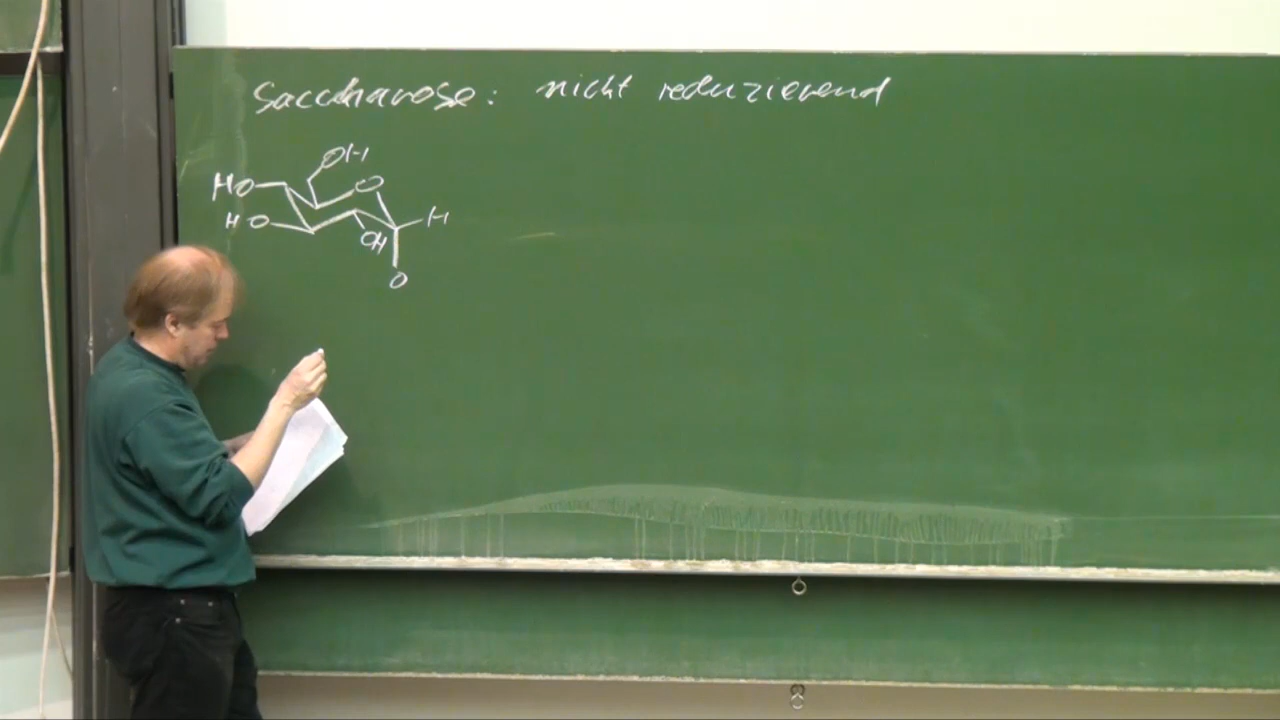 Saccharose: nicht reduzierend
OH
HO O
HO H
OH
O